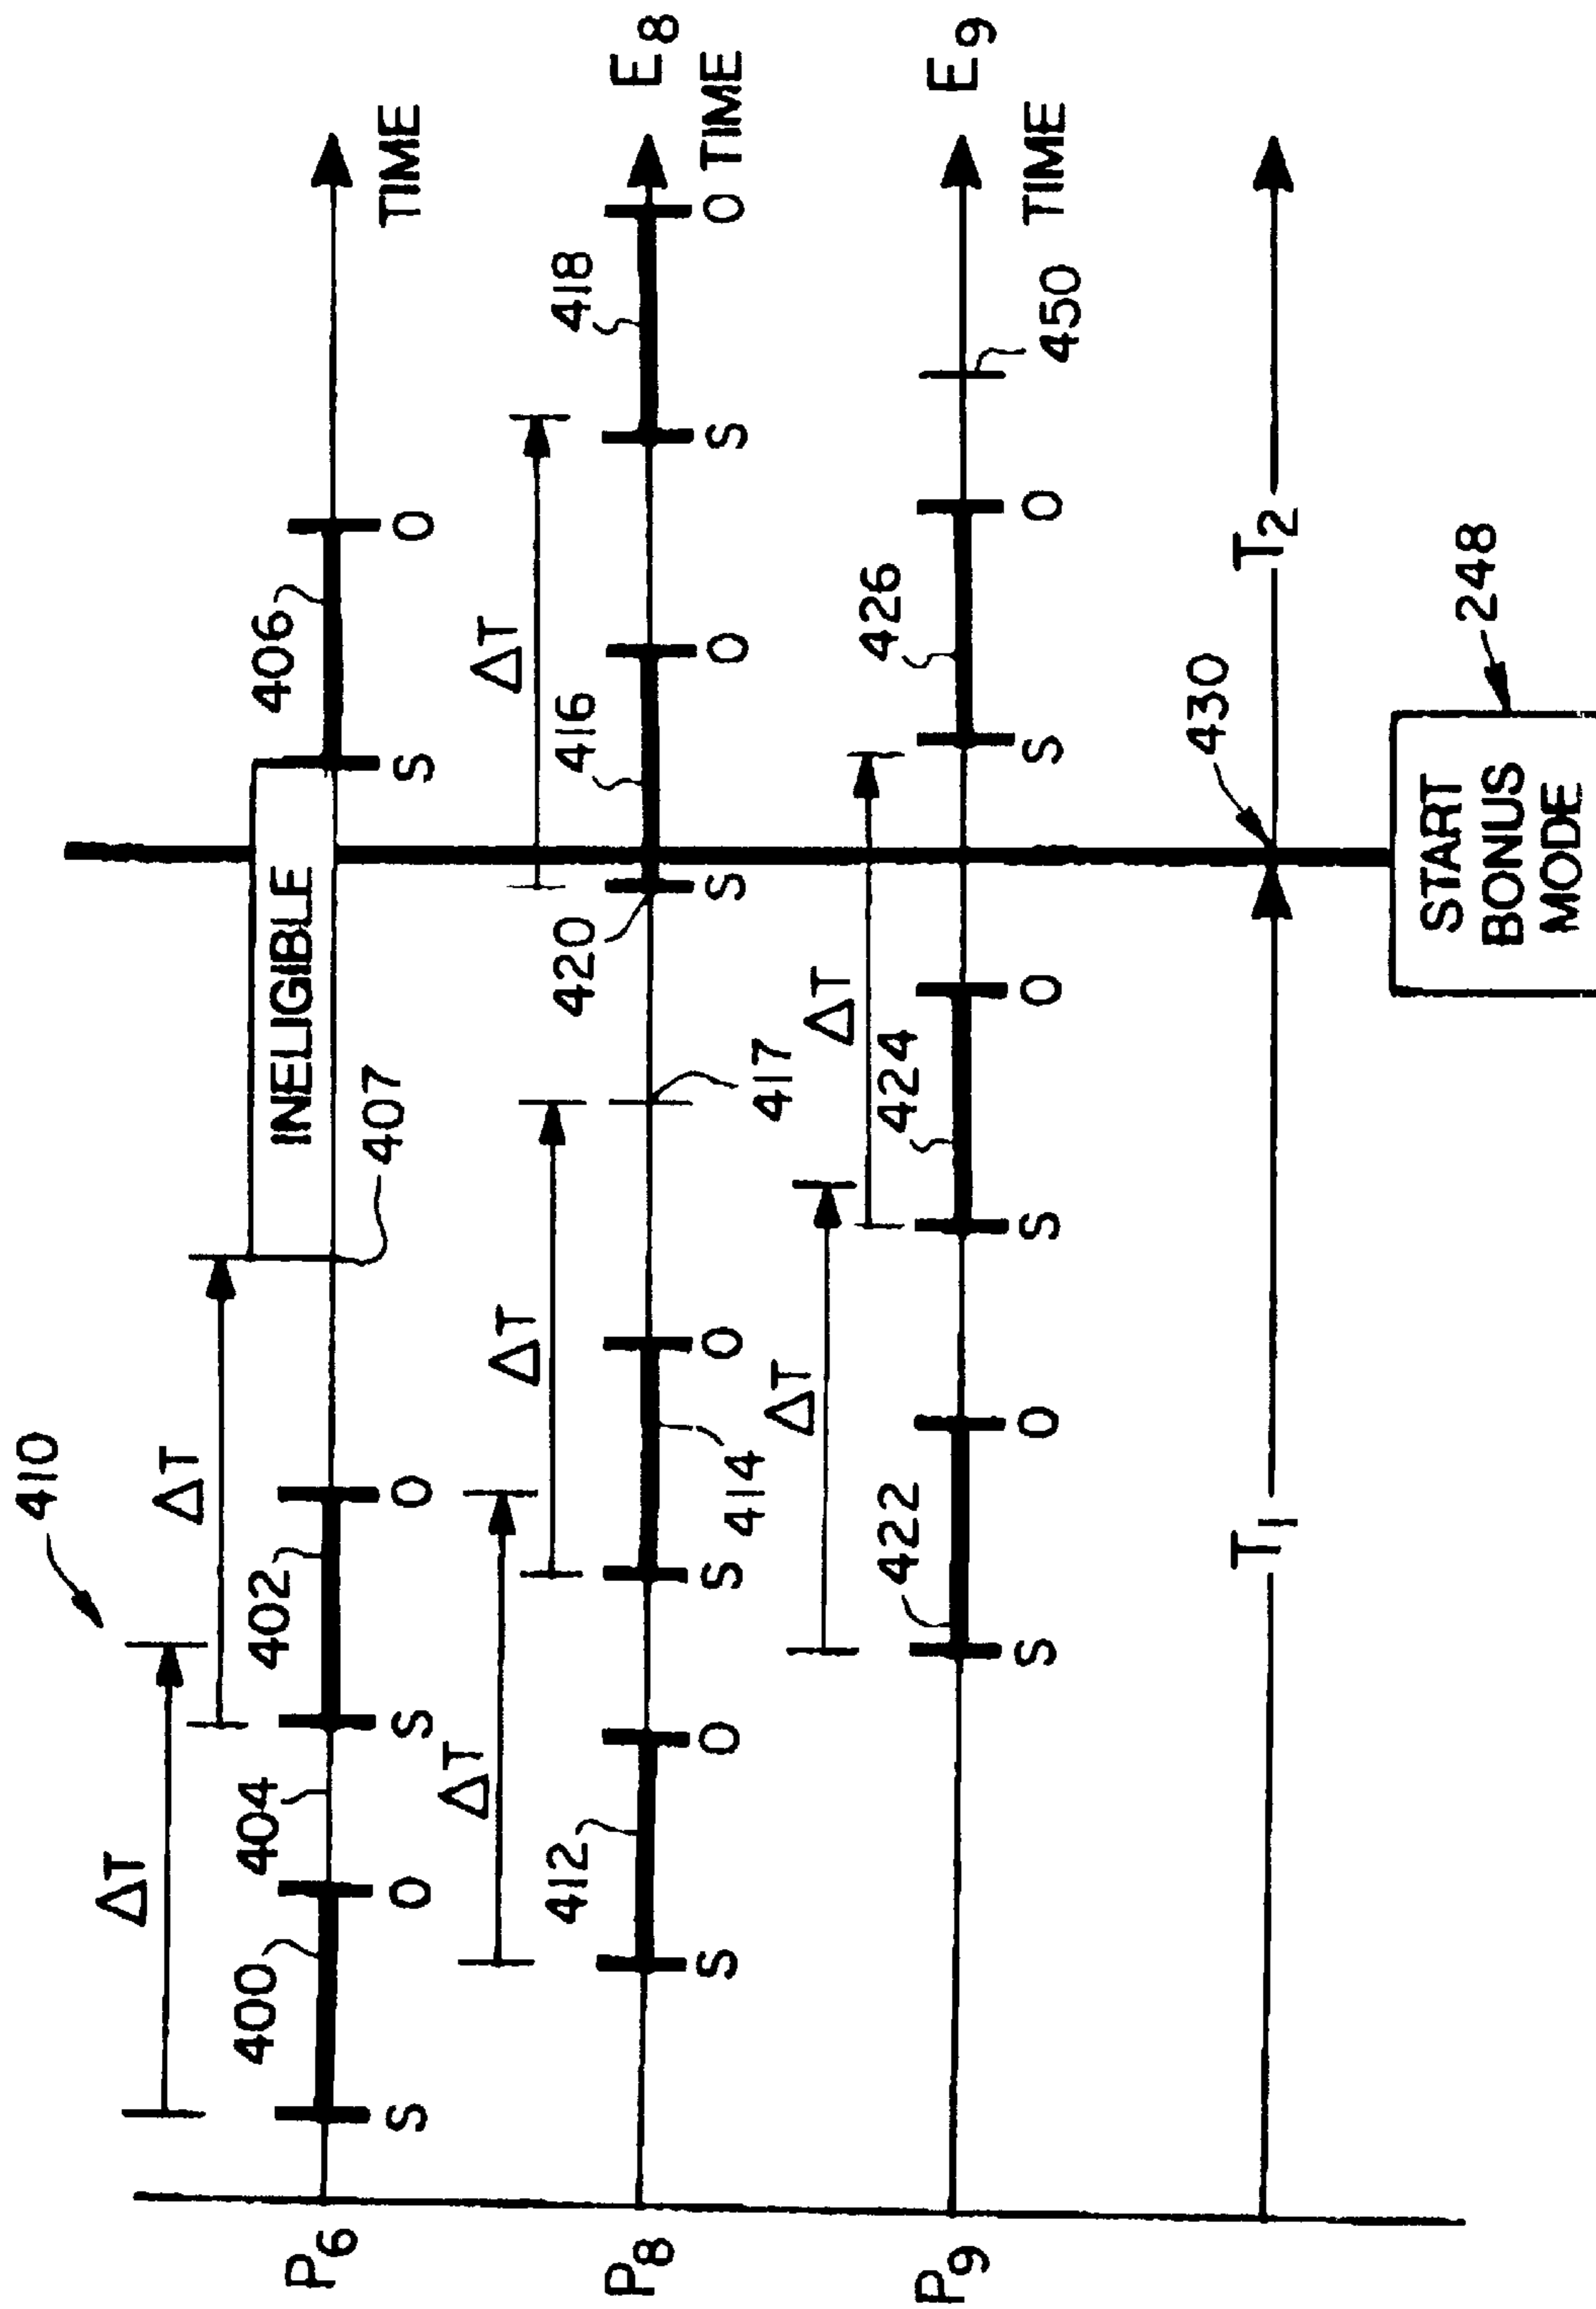 410
ΔT
ΔT
400
404
402
INELIGIBLE
406
P6
S
O
S
O
407
S
O
TIME
ΔT
ΔT
ΔT
412
420
416
418
E8
P8
S
O
S
414
O
417
S
O
S
O
TIME
ΔT
ΔT
422
424
426
E9
P9
S
O
S
O
S
O
450
TIME
430
T1
T2
248
START
BONUS
MODE